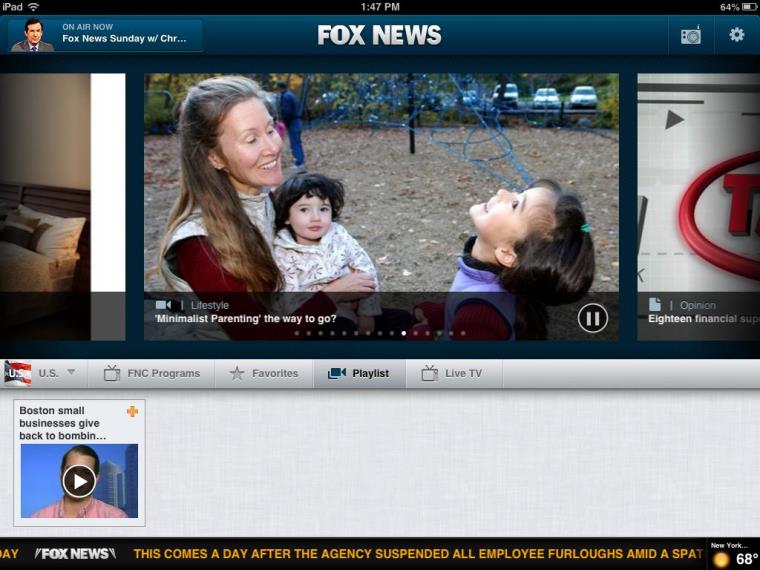 iPad
1:47 PM
64%
ON AIR NOW
Fox News Sunday w/ Chr...
FOX NEWS
Lifestyle
'Minimalist Parenting' the way to go?
Opinion
Eighteen financial
U.S.
U.S.
FNC Programs
Favorites
Playlist
Live TV
Boston small
businesses give
back to bombin...
DAY
FOX NEWS
THIS COMES A DAY AFTER THE AGENCY SUSPENDED ALL EMPLOYEE FURLOUGHS AMID A SPAT
New York...
68°